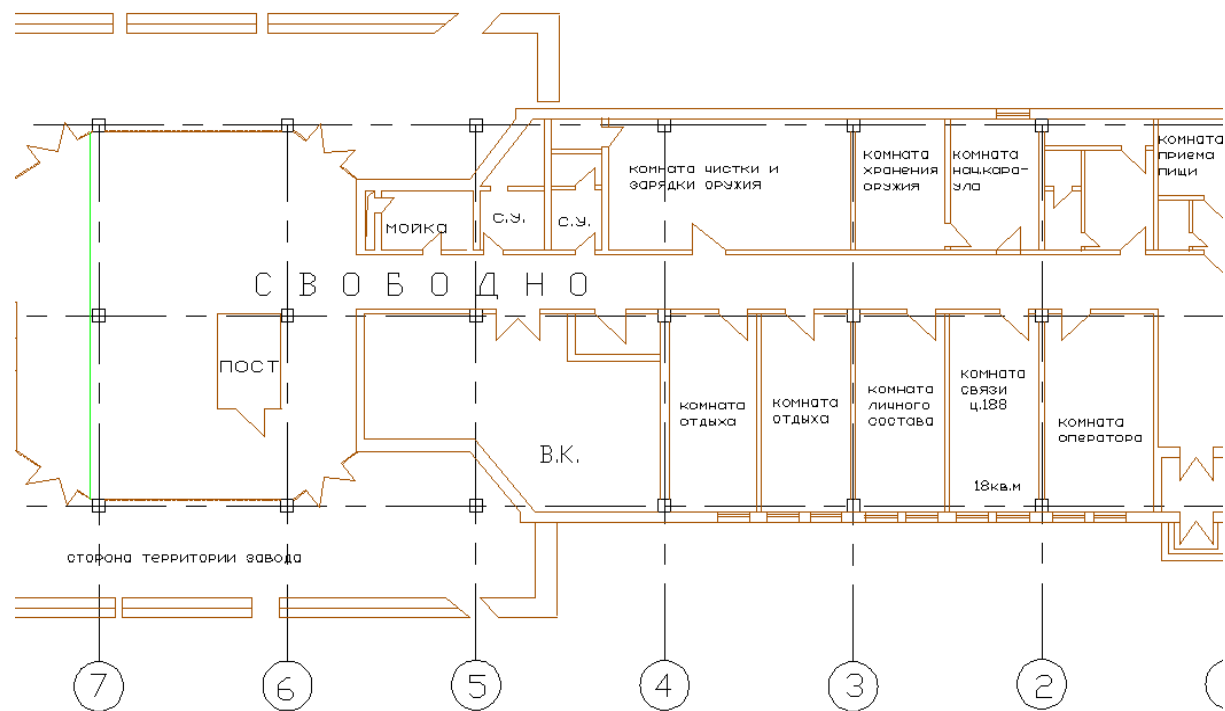 комната чистки и
зарядки оружия
комната
хранения
оружия
комната
нач.кара-
ула
комната
приема
пищи
мойка
с.у.
с.у.
СВОБОДНО
пост
В.К.
комната
отдыха
комната
отдыха
комната
личного
состава
комната
связи
ц.188
18кв.м
комната
оператора
сторона территории завода
7
6
5
4
3
2